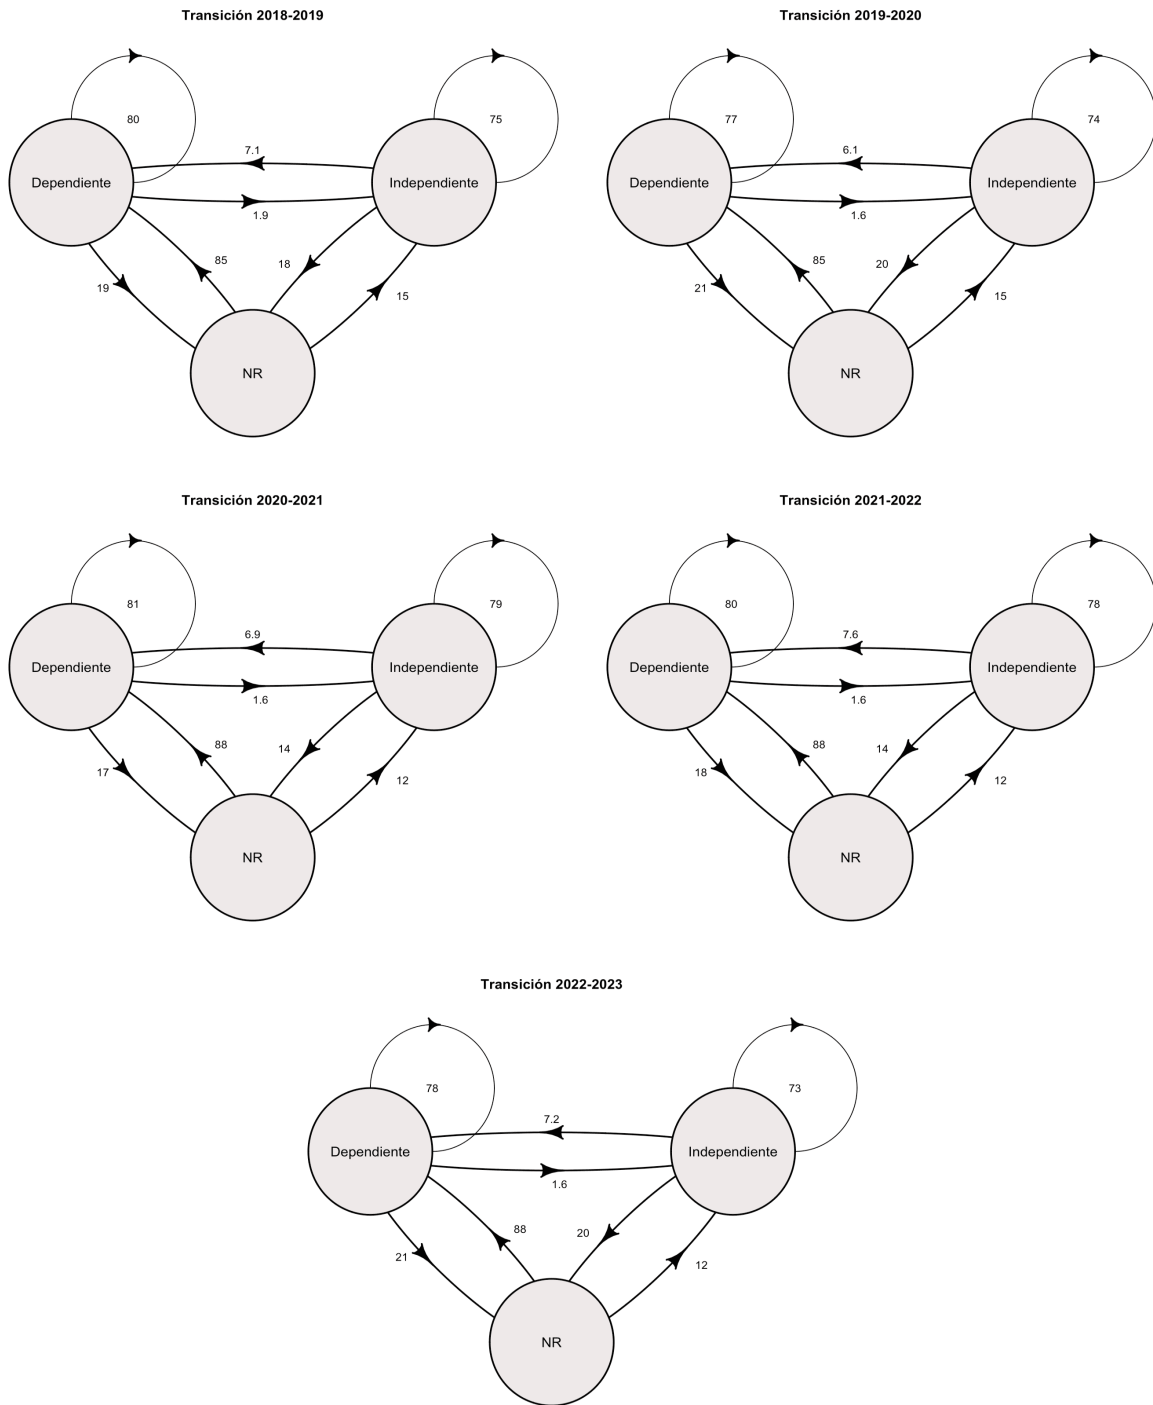 Transición 2018-2019
80
75
7.1
Dependiente
Independiente
1.9
85
18
19
15
NR
Transición 2019-2020
77
74
6.1
Dependiente
Independiente
1.6
85
20
21
15
NR
Transición 2020-2021
81
79
6.9
Dependiente
Independiente
1.6
88
14
17
12
NR
Transición 2021-2022
80
78
7.6
Dependiente
Independiente
1.6
88
14
18
12
NR
Transición 2022-2023
78
73
7.2
Dependiente
Independiente
1.6
88
20
21
12
NR